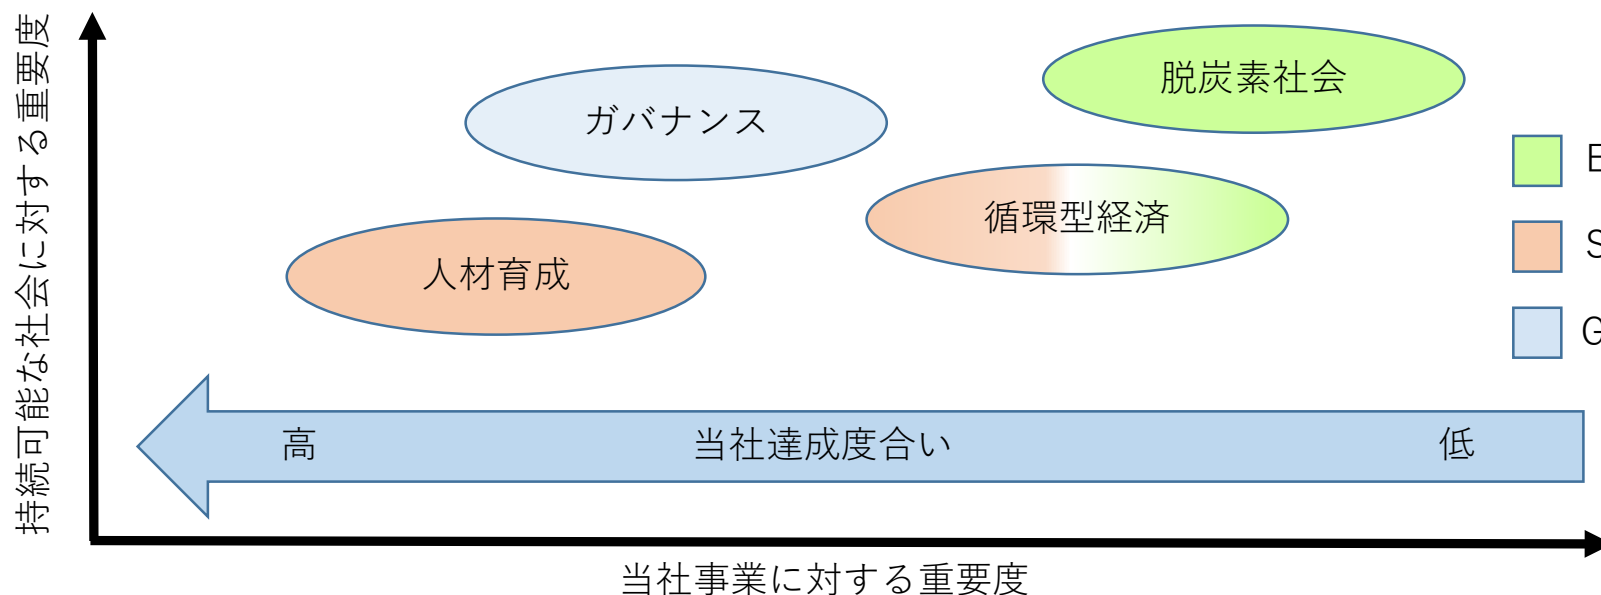 持続可能な社会に対する重要度
脱炭素社会
ガバナンス
E
循環型経済
S
人材育成
G
高
当社達成度合い
低
当社事業に対する重要度